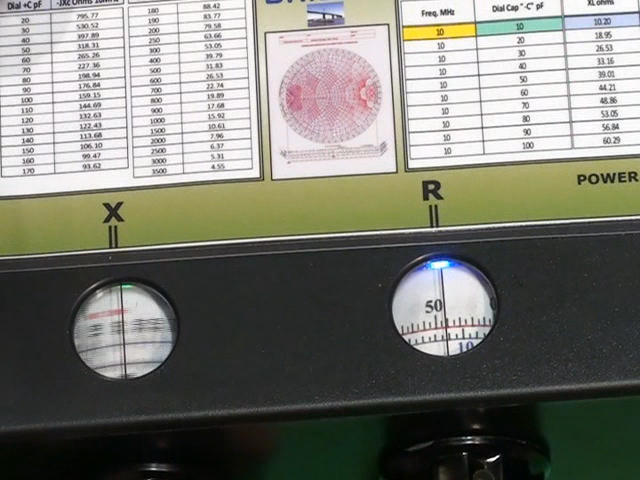 Dial +C pF -JXc Ohms 10MHz
20 795.77
30 530.52
40 397.89
50 318.31
60 265.26
70 227.36
80 198.94
90 176.84
100 159.15
110 144.69
120 132.63
130 122.43
140 113.68
150 106.10
160 99.47
170 93.62
180 88.42
190 83.77
200 79.58
250 63.66
300 53.05
400 39.79
500 31.83
600 26.53
700 22.74
800 19.89
900 17.68
1000 15.92
1500 10.61
2000 7.96
2500 6.37
3000 5.31
3500 4.55
Freq. MHz Dial Cap "-C" pF XL ohms
10 10 10.20
10 20 18.95
10 30 26.53
10 40 33.16
10 50 39.01
10 60 44.21
10 70 48.86
10 80 53.05
10 90 56.84
10 100 60.29
POWER
X
R
50
10